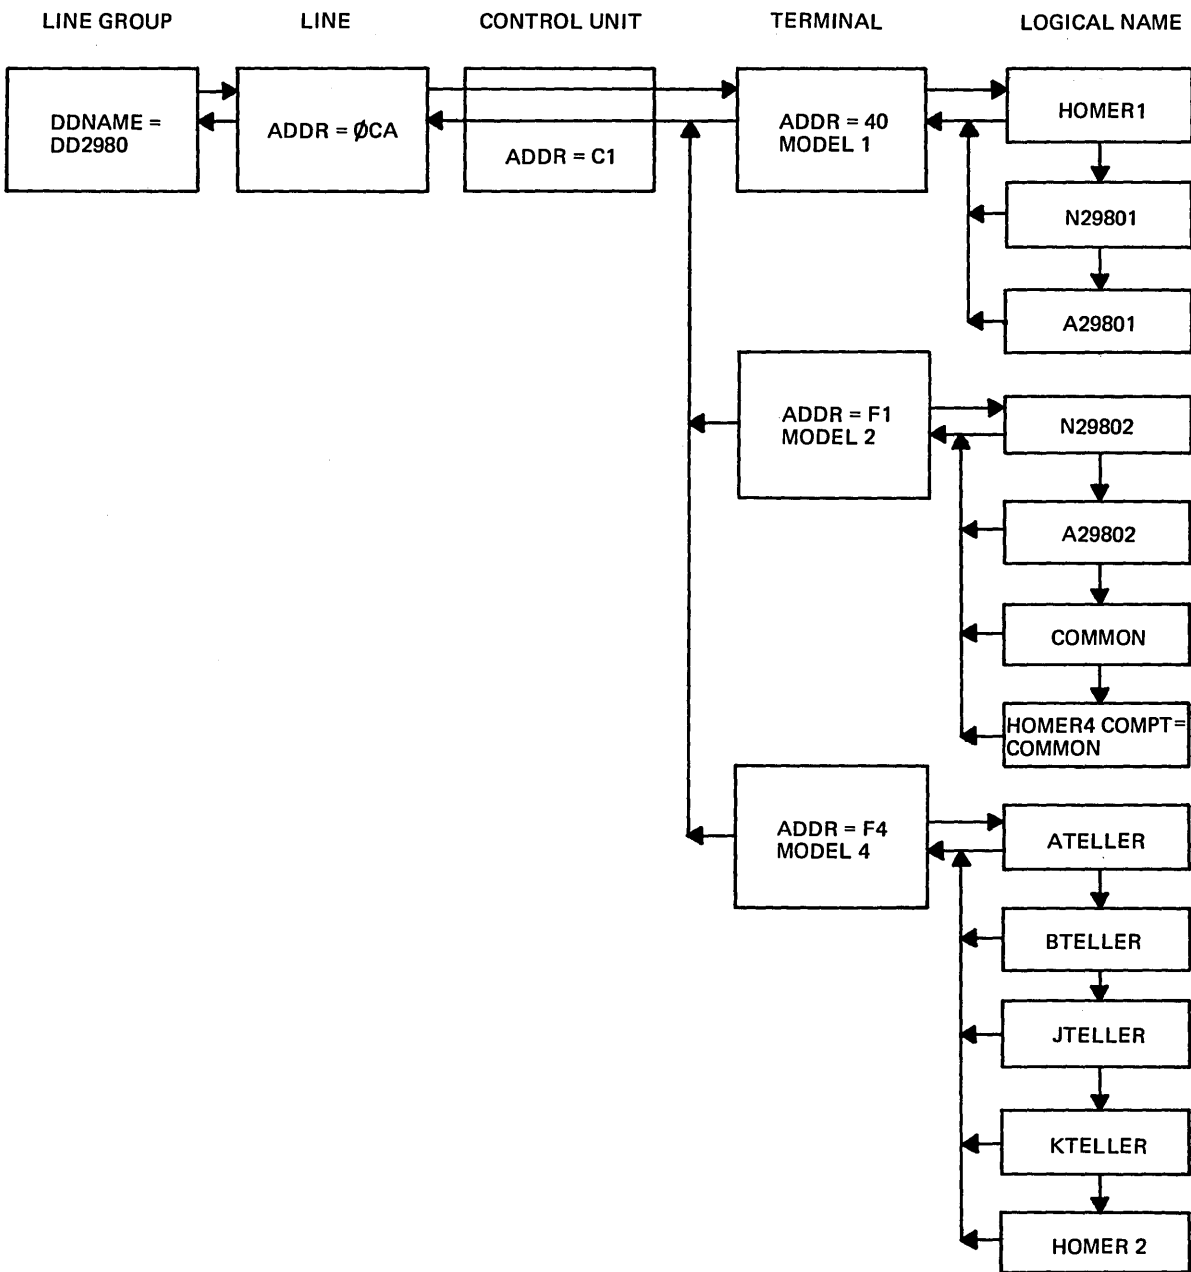 LINE GROUP
LINE
CONTROL UNIT
TERMINAL
LOGICAL NAME
DDNAME =
DD2980
ADDR = ØCA
ADDR = C1
ADDR = 40
MODEL 1
HOMER1
N29801
A29801
ADDR = F1
MODEL 2
N29802
A29802
COMMON
HOMER4 COMPT=
COMMON
ADDR = F4
MODEL 4
ATELLER
BTELLER
JTELLER
KTELLER
HOMER 2